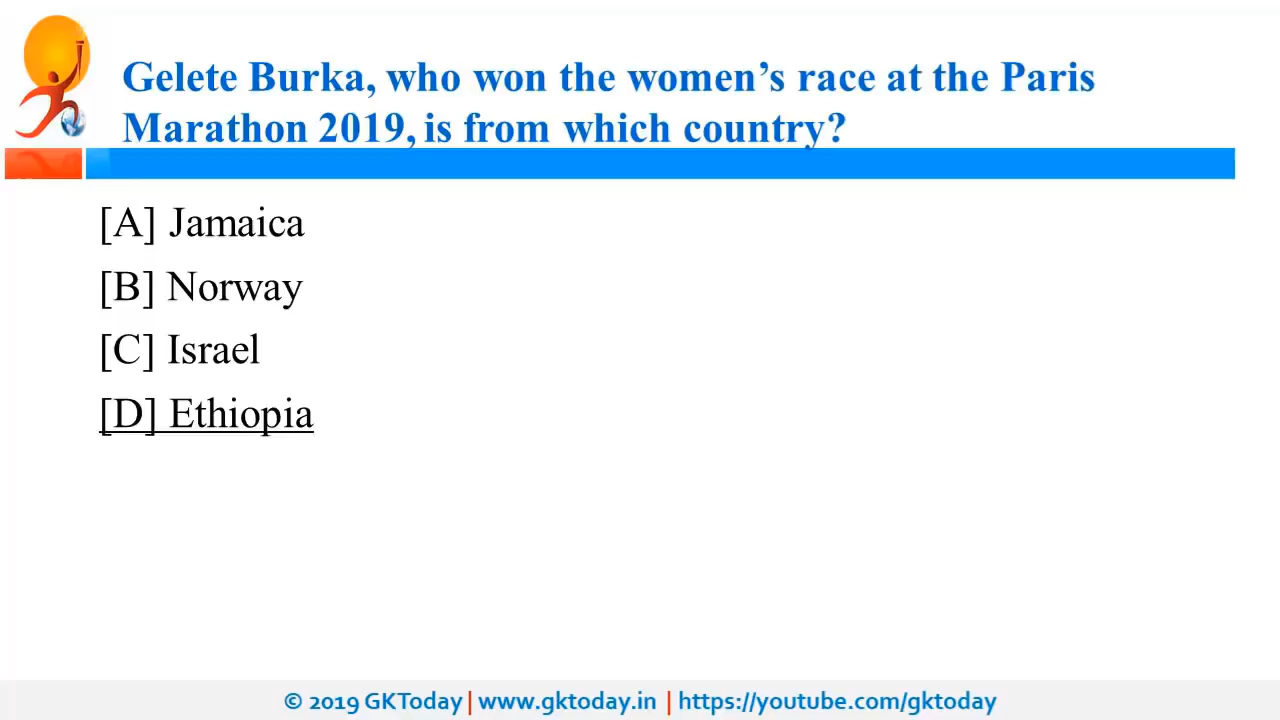 Gelete Burka, who won the women’s race at the Paris
Marathon 2019, is from which country?
[A] Jamaica
[B] Norway
[C] Israel
[D] Ethiopia
© 2019 GKToday | www.gktoday.in | https://youtube.com/gktoday